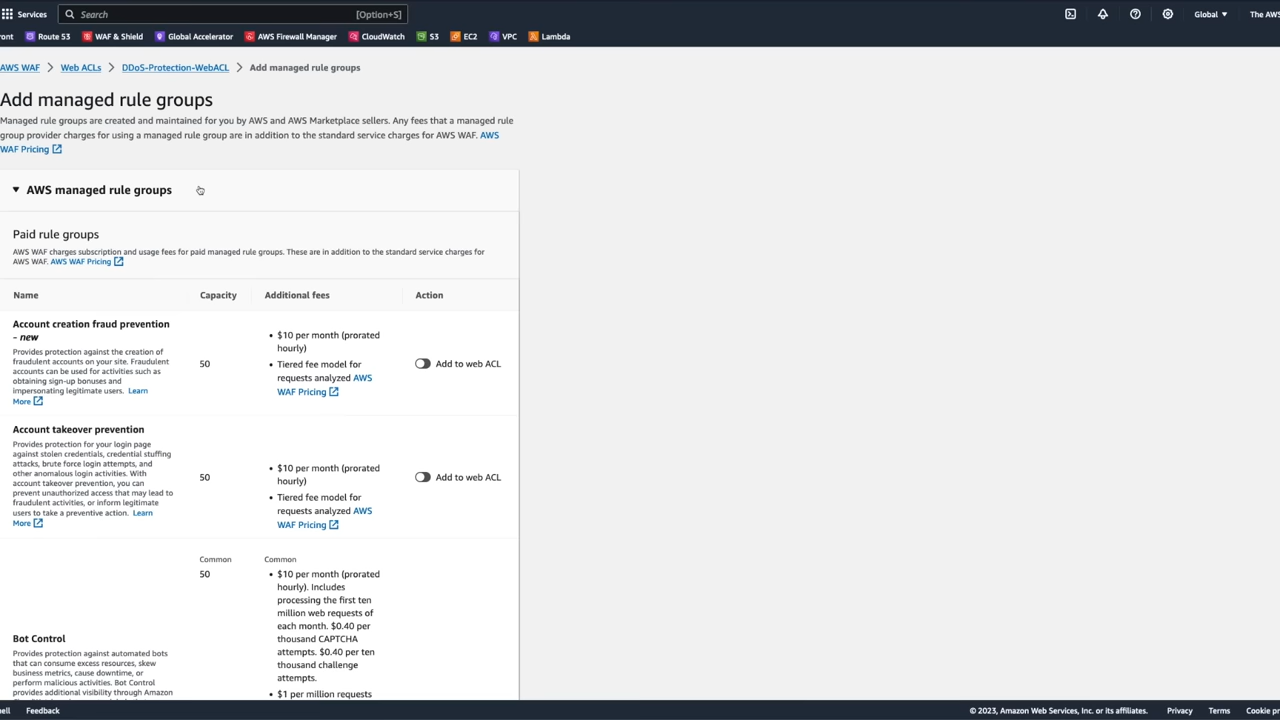 Services
Search
[Option+S]
Global
The AWS
ront
Route 53
WAF & Shield
Global Accelerator
AWS Firewall Manager
CloudWatch
S3
EC2
VPC
Lambda
AWS WAF > Web ACLs > DDoS-Protection-WebACL > Add managed rule groups
Add managed rule groups
Managed rule groups are created and maintained for you by AWS and AWS Marketplace sellers. Any fees that a managed rule
group provider charges for using a managed rule group are in addition to the standard service charges for AWS WAF. AWS
WAF Pricing
AWS managed rule groups
Paid rule groups
AWS WAF charges subscription and usage fees for paid managed rule groups. These are in addition to the standard service charges for
AWS WAF. AWS WAF Pricing
Name
Capacity
Additional fees
Action
Account creation fraud prevention
– new
Provides protection against the creation of
fraudulent accounts on your site. Fraudulent
accounts can be used for activities such as
obtaining sign-up bonuses and
impersonating legitimate users. Learn
More
50
• $10 per month (prorated
hourly)
• Tiered fee model for
requests analyzed AWS
WAF Pricing
Add to web ACL
Account takeover prevention
Provides protection for your login page
against stolen credentials, credential stuffing
attacks, brute force login attempts, and
other anomalous login activities. With
account takeover prevention, you can
prevent unauthorized access that may lead to
fraudulent activities, or inform legitimate
users to take a preventive action. Learn
More
50
• $10 per month (prorated
hourly)
• Tiered fee model for
requests analyzed AWS
WAF Pricing
Add to web ACL
Bot Control
Provides protection against automated bots
that can consume excess resources, skew
business metrics, cause downtime, or
perform malicious activities. Bot Control
provides additional visibility through Amazon
Common
50
Common
• $10 per month (prorated
hourly). Includes
processing the first ten
million web requests of
each month. $0.40 per
thousand CAPTCHA
attempts. $0.40 per ten
thousand challenge
attempts.
• $1 per million requests
ell
Feedback
© 2023, Amazon Web Services, Inc. or its affiliates.
Privacy
Terms
Cookie pr